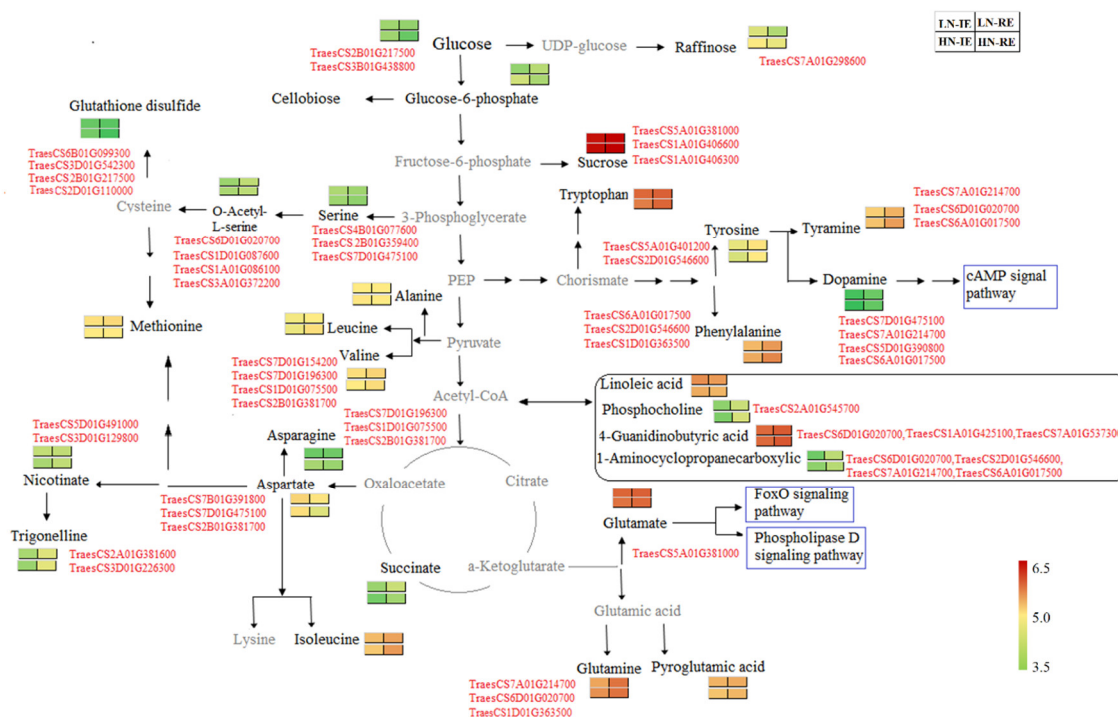 LN-IE LN-RE
HN-IE HN-RE
Glucose
UDP-glucose
Raffinose
TraesCS2B01G217500
TraesCS3B01G438800
TraesCS7A01G298600
Cellobiose
Glucose-6-phosphate
Glutathione disulfide
TraesCS6B01G099300
TraesCS3D01G542300
TraesCS2B01G217500
TraesCS2D01G110000
Fructose-6-phosphate
Sucrose
TraesCS5A01G381000
TraesCS1A01G406600
TraesCS1A01G406300
Cysteine
O-Acetyl-
L-serine
Serine
3-Phosphoglycerate
TraesCS6D01G020700
TraesCS1D01G087600
TraesCS1A01G086100
TraesCS3A01G372200
TraesCS4B01G077600
TraesCS 2B01G359400
TraesCS7D01G475100
Tryptophan
Tyrosine
Tyramine
TraesCS7A01G214700
TraesCS6D01G020700
TraesCS6A01G017500
TraesCS5A01G401200
TraesCS2D01G546600
PEP
Chorismate
Dopamine
cAMP signal
pathway
TraesCS7D01G475100
TraesCS7A01G214700
TraesCS5D01G390800
TraesCS6A01G017500
TraesCS6A01G017500
TraesCS2D01G546600
TraesCS1D01G363500
Phenylalanine
Methionine
Alanine
Leucine
Valine
Pyruvate
TraesCS7D01G154200
TraesCS7D01G196300
TraesCS1D01G075500
TraesCS2B01G381700
Acetyl-CoA
Linoleic acid
Phosphocholine
TraesCS2A01G545700
4-Guanidinobutyric acid
TraesCS6D01G020700,TraesCS1A01G425100,TraesCS7A01G537300
1-Aminocyclopropanecarboxylic
TraesCS6D01G020700,TraesCS2D01G546600,
TraesCS7A01G214700,TraesCS6A01G017500
TraesCS7D01G196300
TraesCS1D01G075500
TraesCS2B01G381700
TraesCS5D01G491000
TraesCS3D01G129800
Nicotinate
Asparagine
Aspartate
Oxaloacetate
Citrate
TraesCS7B01G391800
TraesCS7D01G475100
TraesCS2B01G381700
Trigonelline
TraesCS2A01G381600
TraesCS3D01G226300
Glutamate
FoxO signaling
pathway
Phospholipase D
signaling pathway
TraesCS5A01G381000
Succinate
a-Ketoglutarate
Glutamic acid
Lysine
Isoleucine
Glutamine
Pyroglutamic acid
TraesCS7A01G214700
TraesCS6D01G020700
TraesCS1D01G363500
6.5
5.0
3.5